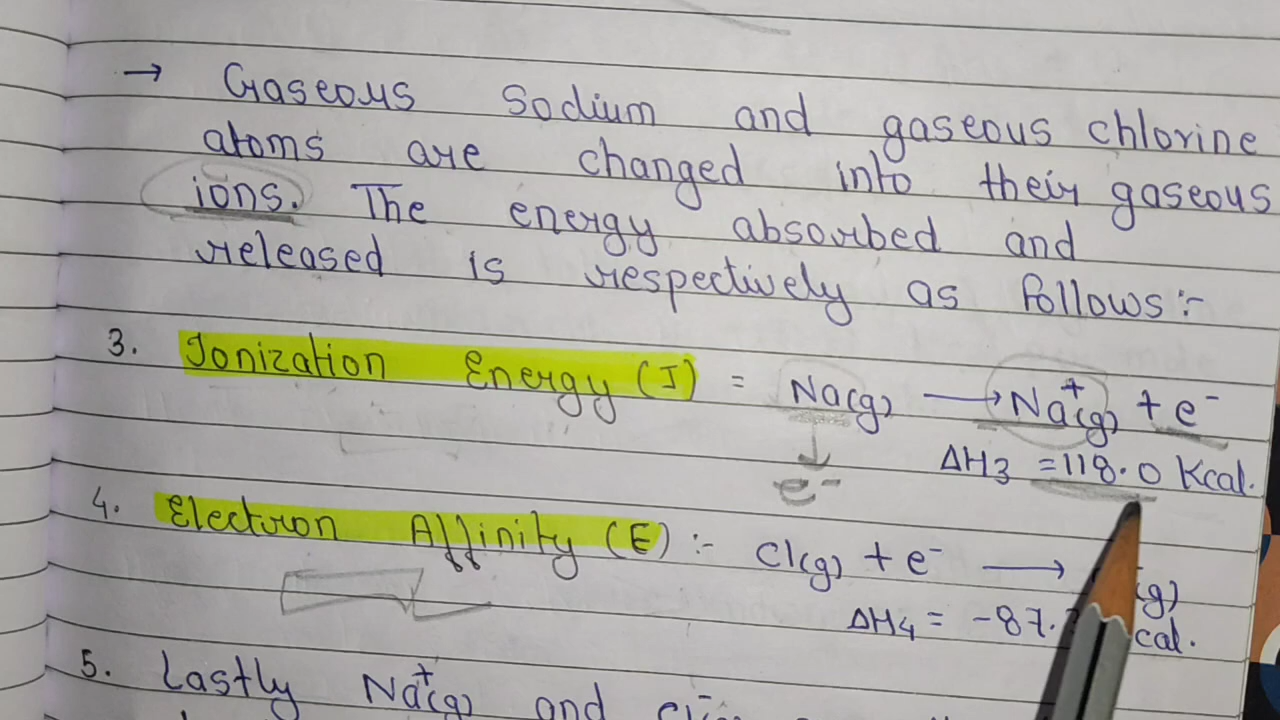 → Gaseous sodium and gaseous chlorine
atoms are changed into their gaseous
ions. The energy absorbed and
released is respectively as follows:-
3. Ionization Energy (I) = Na(g) → Na⁺(g) + e⁻
e⁻ ΔH3 = 118.0 Kcal.
4. Electron Affinity (E) :- Cl(g) + e⁻ → (g)
ΔH4 = -87. cal.
5. Lastly Na⁺(g) and